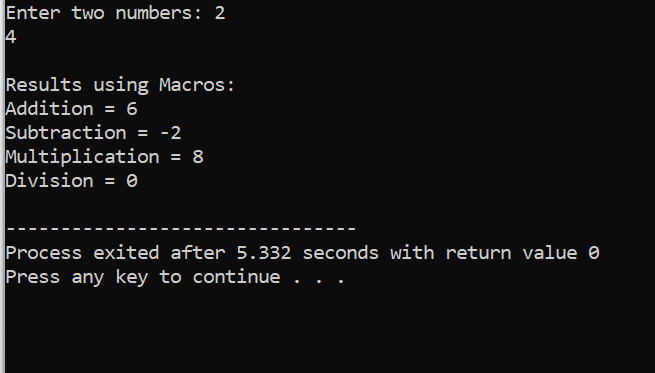 Enter two numbers: 2
4
Results using Macros:
Addition = 6
Subtraction = -2
Multiplication = 8
Division = 0
--------------------------------
Process exited after 5.332 seconds with return value 0
Press any key to continue . . .